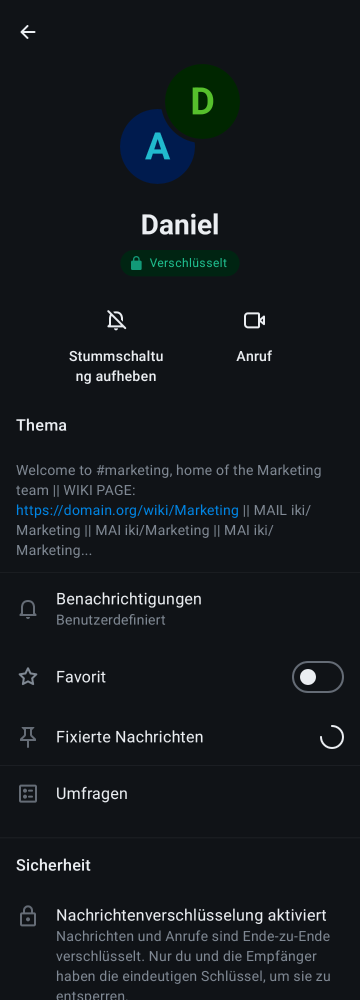 D
A
Daniel
Verschlüsselt
Stummschaltu
ng aufheben
Anruf
Thema
Welcome to #marketing, home of the Marketing
team || WIKI PAGE:
https://domain.org/wiki/Marketing || MAIL iki/
Marketing || MAI iki/Marketing || MAI iki/
Marketing...
Benachrichtigungen
Benutzerdefiniert
Favorit
Fixierte Nachrichten
Umfragen
Sicherheit
Nachrichtenverschlüsselung aktiviert
Nachrichten und Anrufe sind Ende-zu-Ende
verschlüsselt. Nur du und die Empfänger
haben die eindeutigen Schlüssel, um sie zu
entsperren.